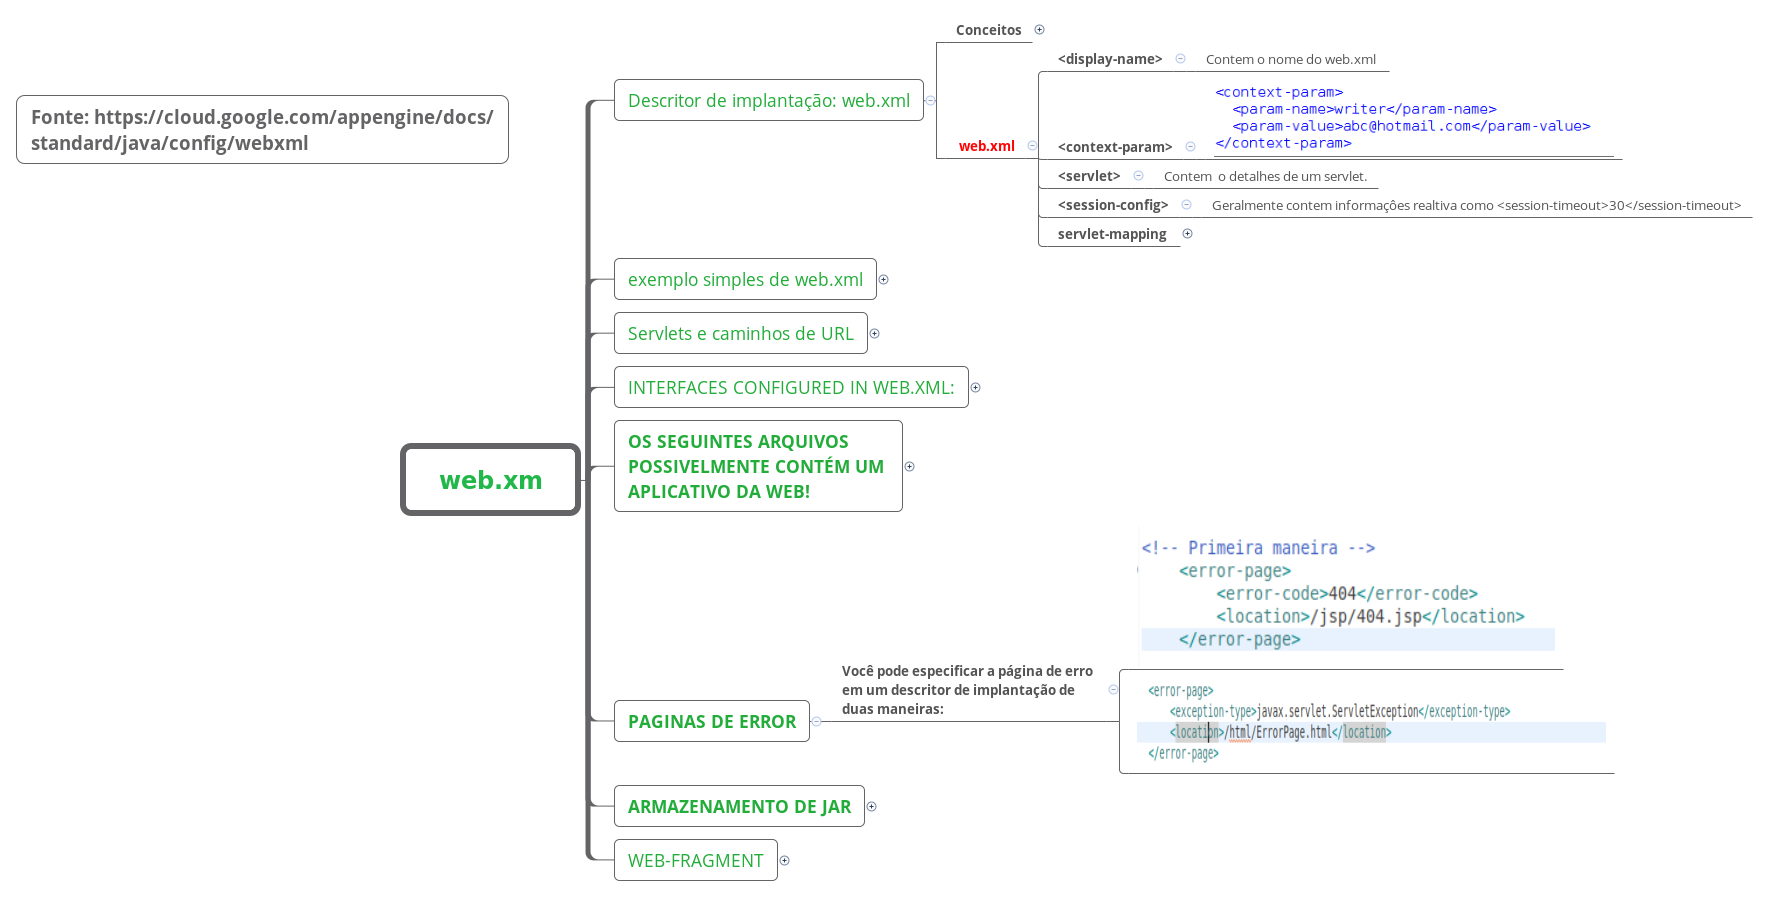 Fonte: https://cloud.google.com/appengine/docs/
standard/java/config/webxml
web.xm
Descritor de implantação: web.xml
Conceitos
web.xml
<display-name>
Contem o nome do web.xml
<context-param>
<context-param>
<param-name>writer</param-name>
<param-value>abc@hotmail.com</param-value>
</context-param>
<servlet>
Contem  o detalhes de um servlet.
<session-config>
Geralmente contem informações realtiva como <session-timeout>30</session-timeout>
servlet-mapping
exemplo simples de web.xml
Servlets e caminhos de URL
INTERFACES CONFIGURED IN WEB.XML:
OS SEGUINTES ARQUIVOS
POSSIVELMENTE CONTÉM UM
APLICATIVO DA WEB!
PAGINAS DE ERROR
Você pode especificar a página de erro
em um descritor de implantação de
duas maneiras:
<!-- Primeira maneira -->
<error-page>
<error-code>404</error-code>
<location>/jsp/404.jsp</location>
</error-page>
<error-page>
<exception-type>javax.servlet.ServletException</exception-type>
<location>/html/ErrorPage.html</location>
</error-page>
ARMAZENAMENTO DE JAR
WEB-FRAGMENT